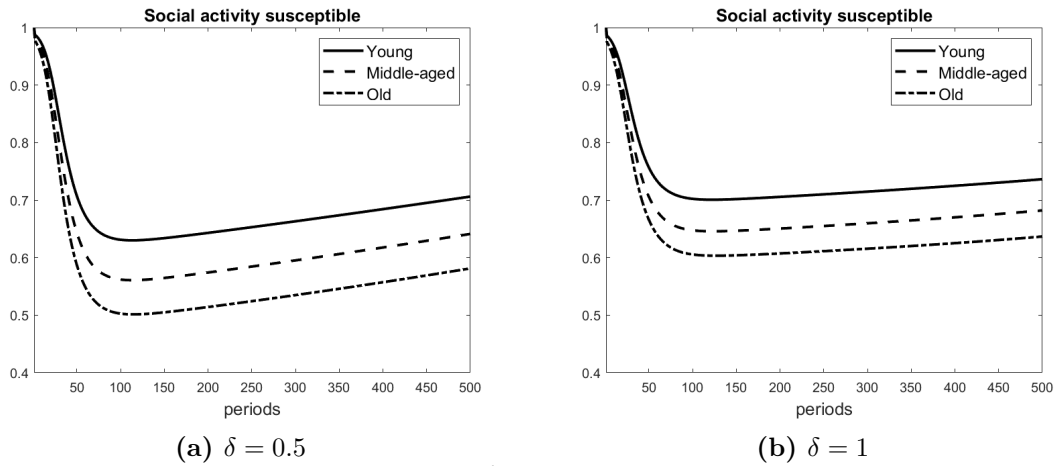 Social activity susceptible
1
0.9
0.8
0.7
0.6
0.5
0.4
50 100 150 200 250 300 350 400 450 500
periods
Young
Middle-aged
Old
(a) δ = 0.5
Social activity susceptible
1
0.9
0.8
0.7
0.6
0.5
0.4
50 100 150 200 250 300 350 400 450 500
periods
Young
Middle-aged
Old
(b) δ = 1